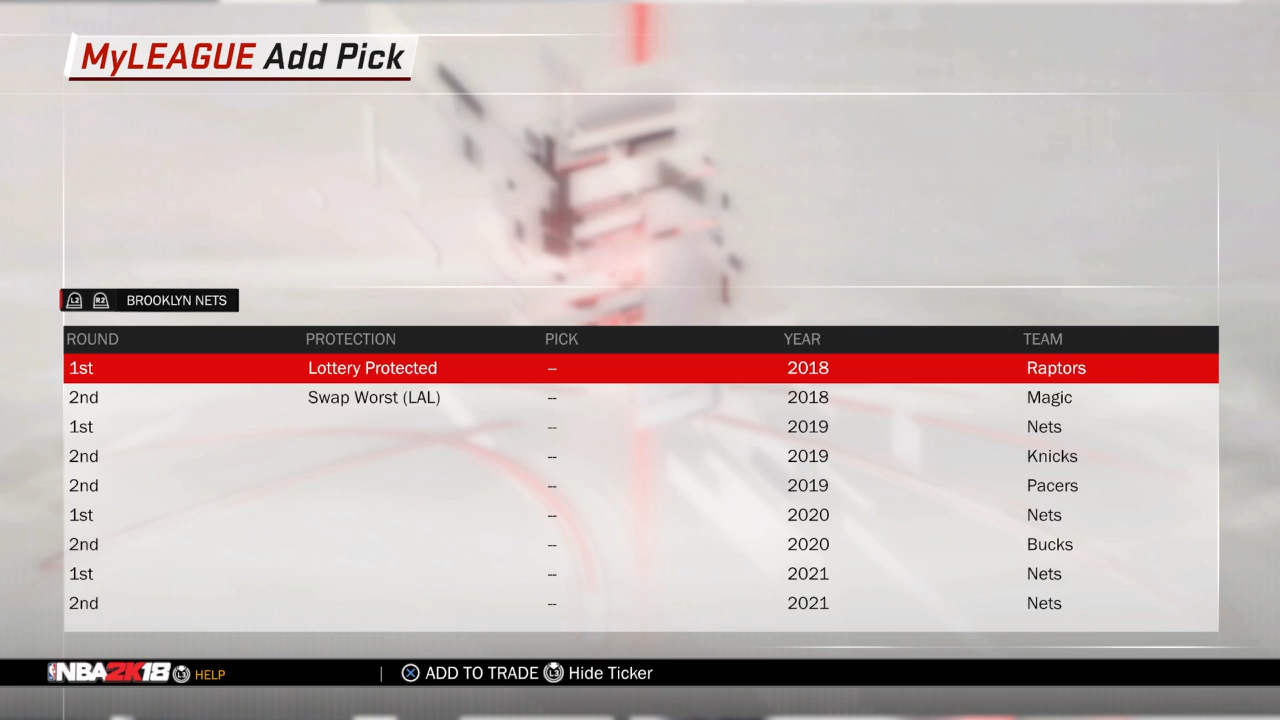 MyLEAGUE Add Pick
L2 R2 BROOKLYN NETS
ROUND PROTECTION PICK YEAR TEAM
1st Lottery Protected -- 2018 Raptors
2nd Swap Worst (LAL) -- 2018 Magic
1st -- 2019 Nets
2nd -- 2019 Knicks
2nd -- 2019 Pacers
1st -- 2020 Nets
2nd -- 2020 Bucks
1st -- 2021 Nets
2nd -- 2021 Nets
NBA2K18 L3 HELP | ADD TO TRADE L3 Hide Ticker